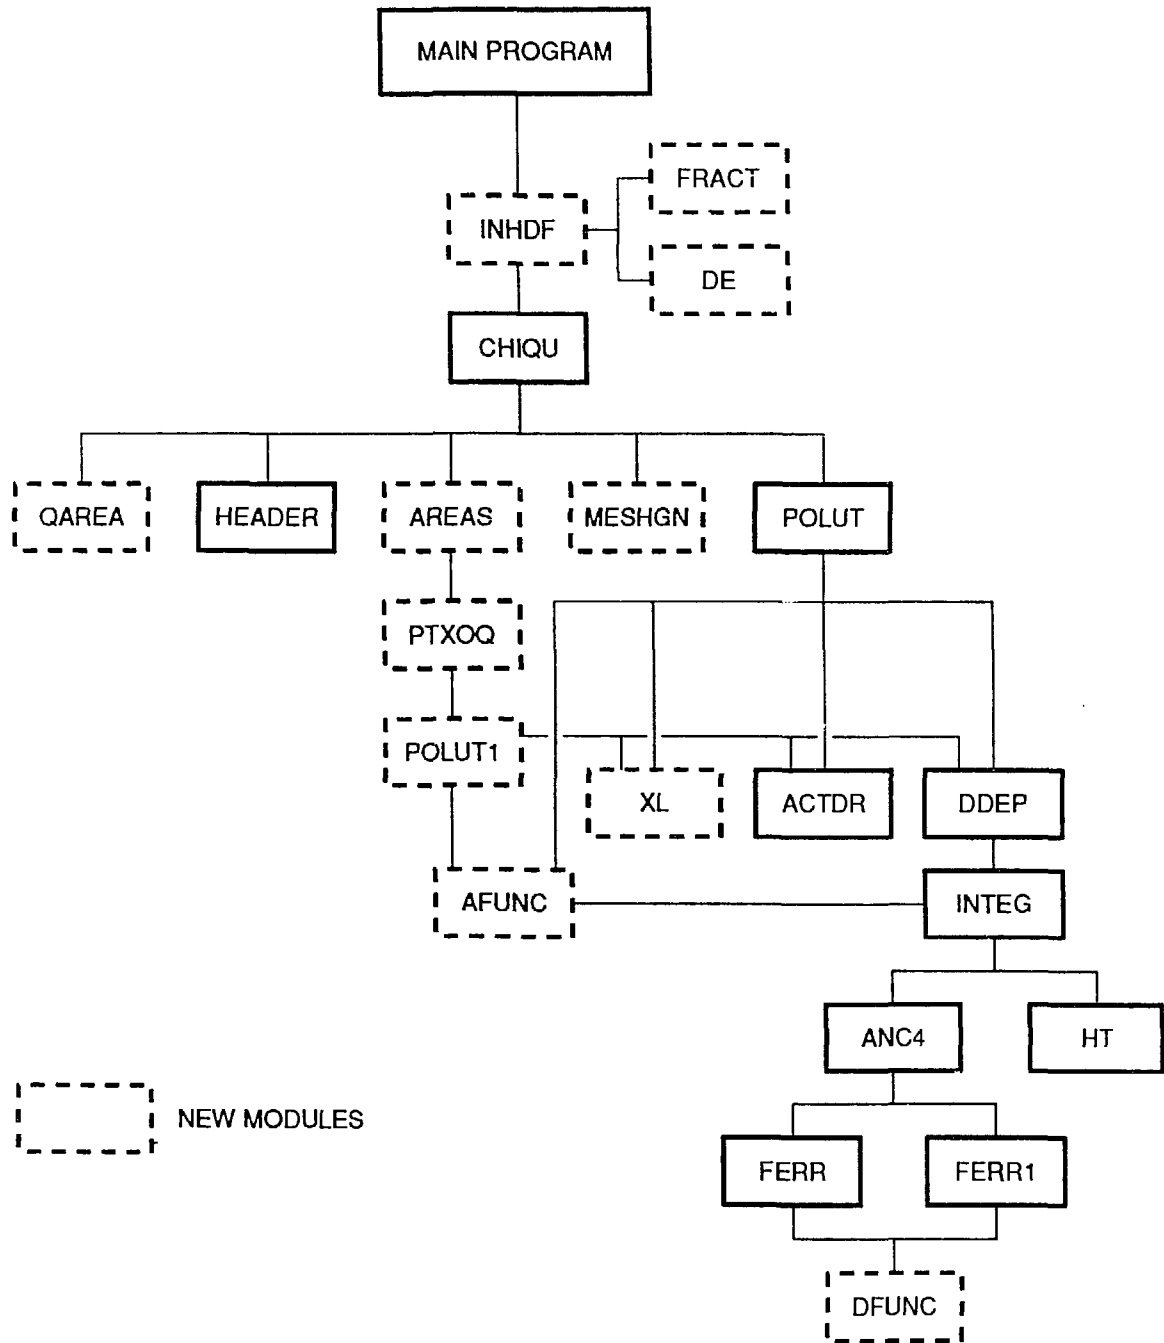 MAIN PROGRAM
FRACT
INHDF
DE
CHIQU
QAREA
HEADER
AREAS
MESHGN
POLUT
PTXOQ
POLUT1
XL
ACTDR
DDEP
AFUNC
INTEG
ANC4
HT
NEW MODULES
FERR
FERR1
DFUNC